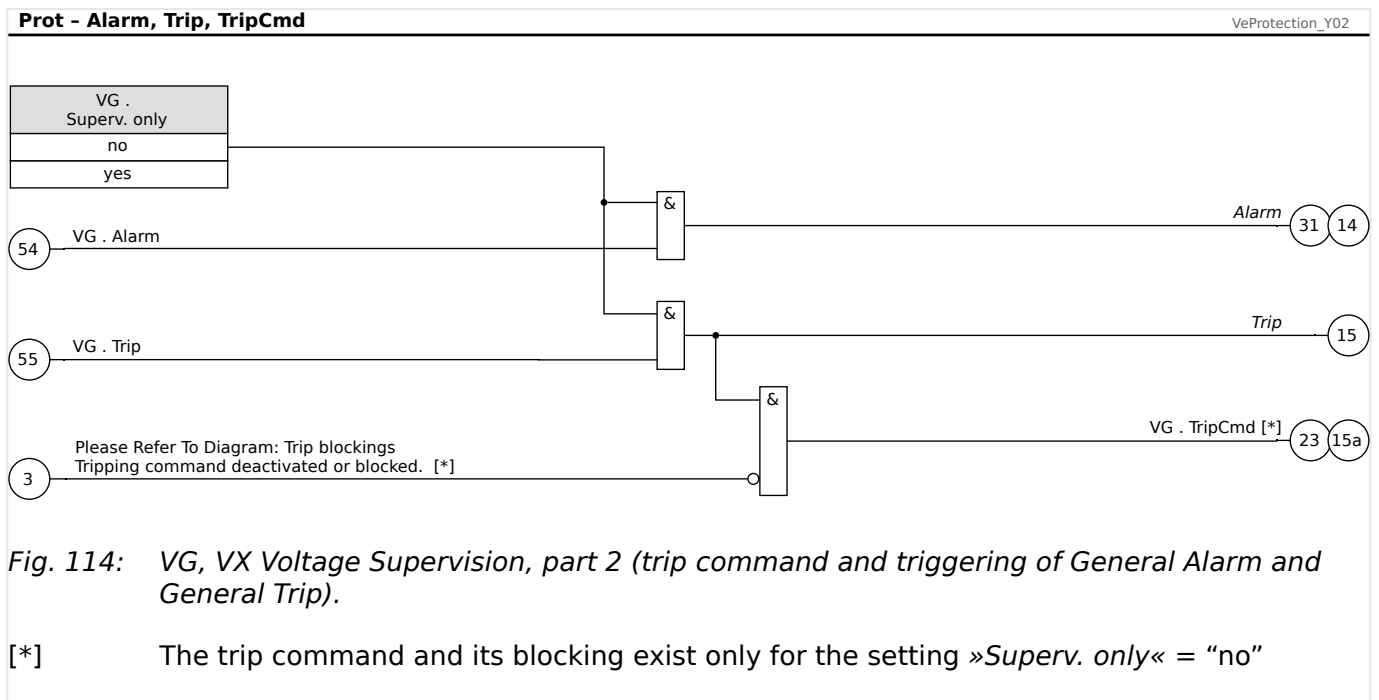 Prot – Alarm, Trip, TripCmd
VeProtection_Y02
VG .
Superv. only
no
yes
&
Alarm
31 14
54
VG . Alarm
&
Trip
15
55
VG . Trip
&
VG . TripCmd [*]
23 15a
Please Refer To Diagram: Trip blockings
Tripping command deactivated or blocked. [*]
3
Fig. 114: VG, VX Voltage Supervision, part 2 (trip command and triggering of General Alarm and
General Trip).
[*] The trip command and its blocking exist only for the setting »Superv. only« = “no”